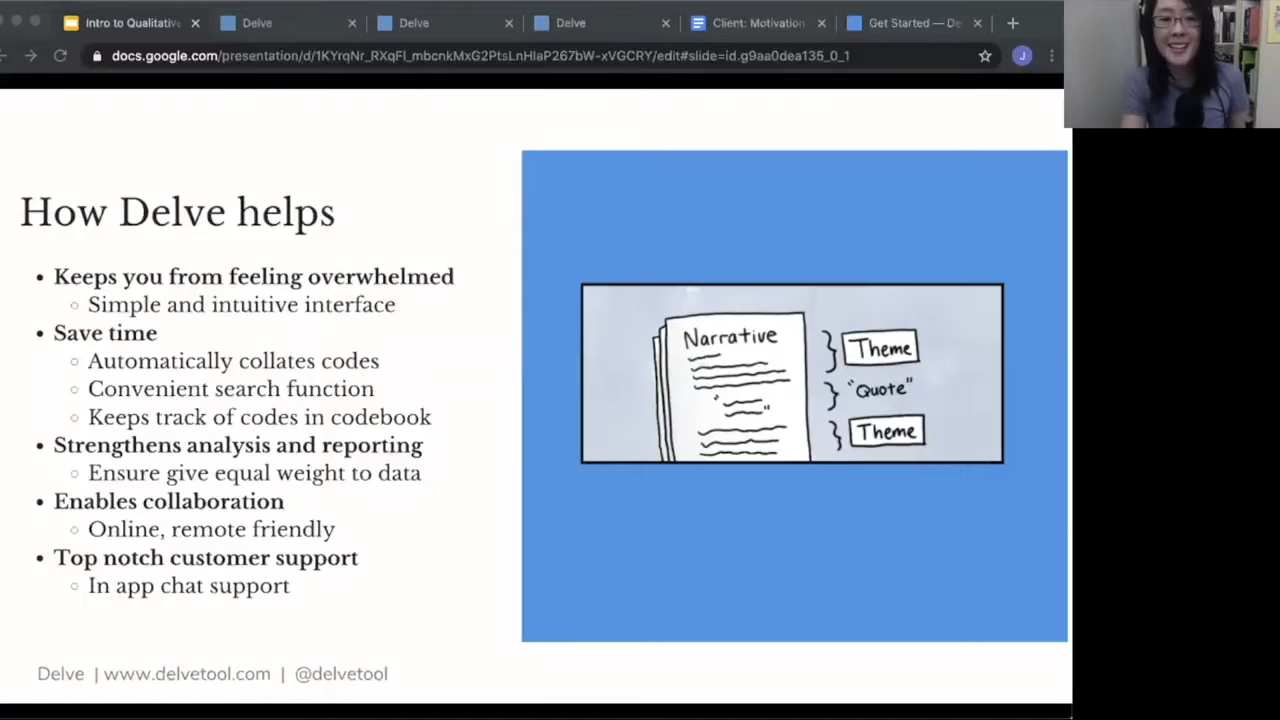 Intro to Qualitativ
Delve
Delve
Delve
Client: Motivation
Get Started — De
docs.google.com/presentation/d/1KYrqNr_RXqFl_mbcnkMxG2PtsLnHlaP267bW-xVGCRY/edit#slide=id.g9aa0dea135_0_1
J
How Delve helps
Keeps you from feeling overwhelmed
Simple and intuitive interface
Save time
Automatically collates codes
Convenient search function
Keeps track of codes in codebook
Strengthens analysis and reporting
Ensure give equal weight to data
Enables collaboration
Online, remote friendly
Top notch customer support
In app chat support
Narrative
Theme
"Quote"
Theme
Delve | www.delvetool.com | @delvetool